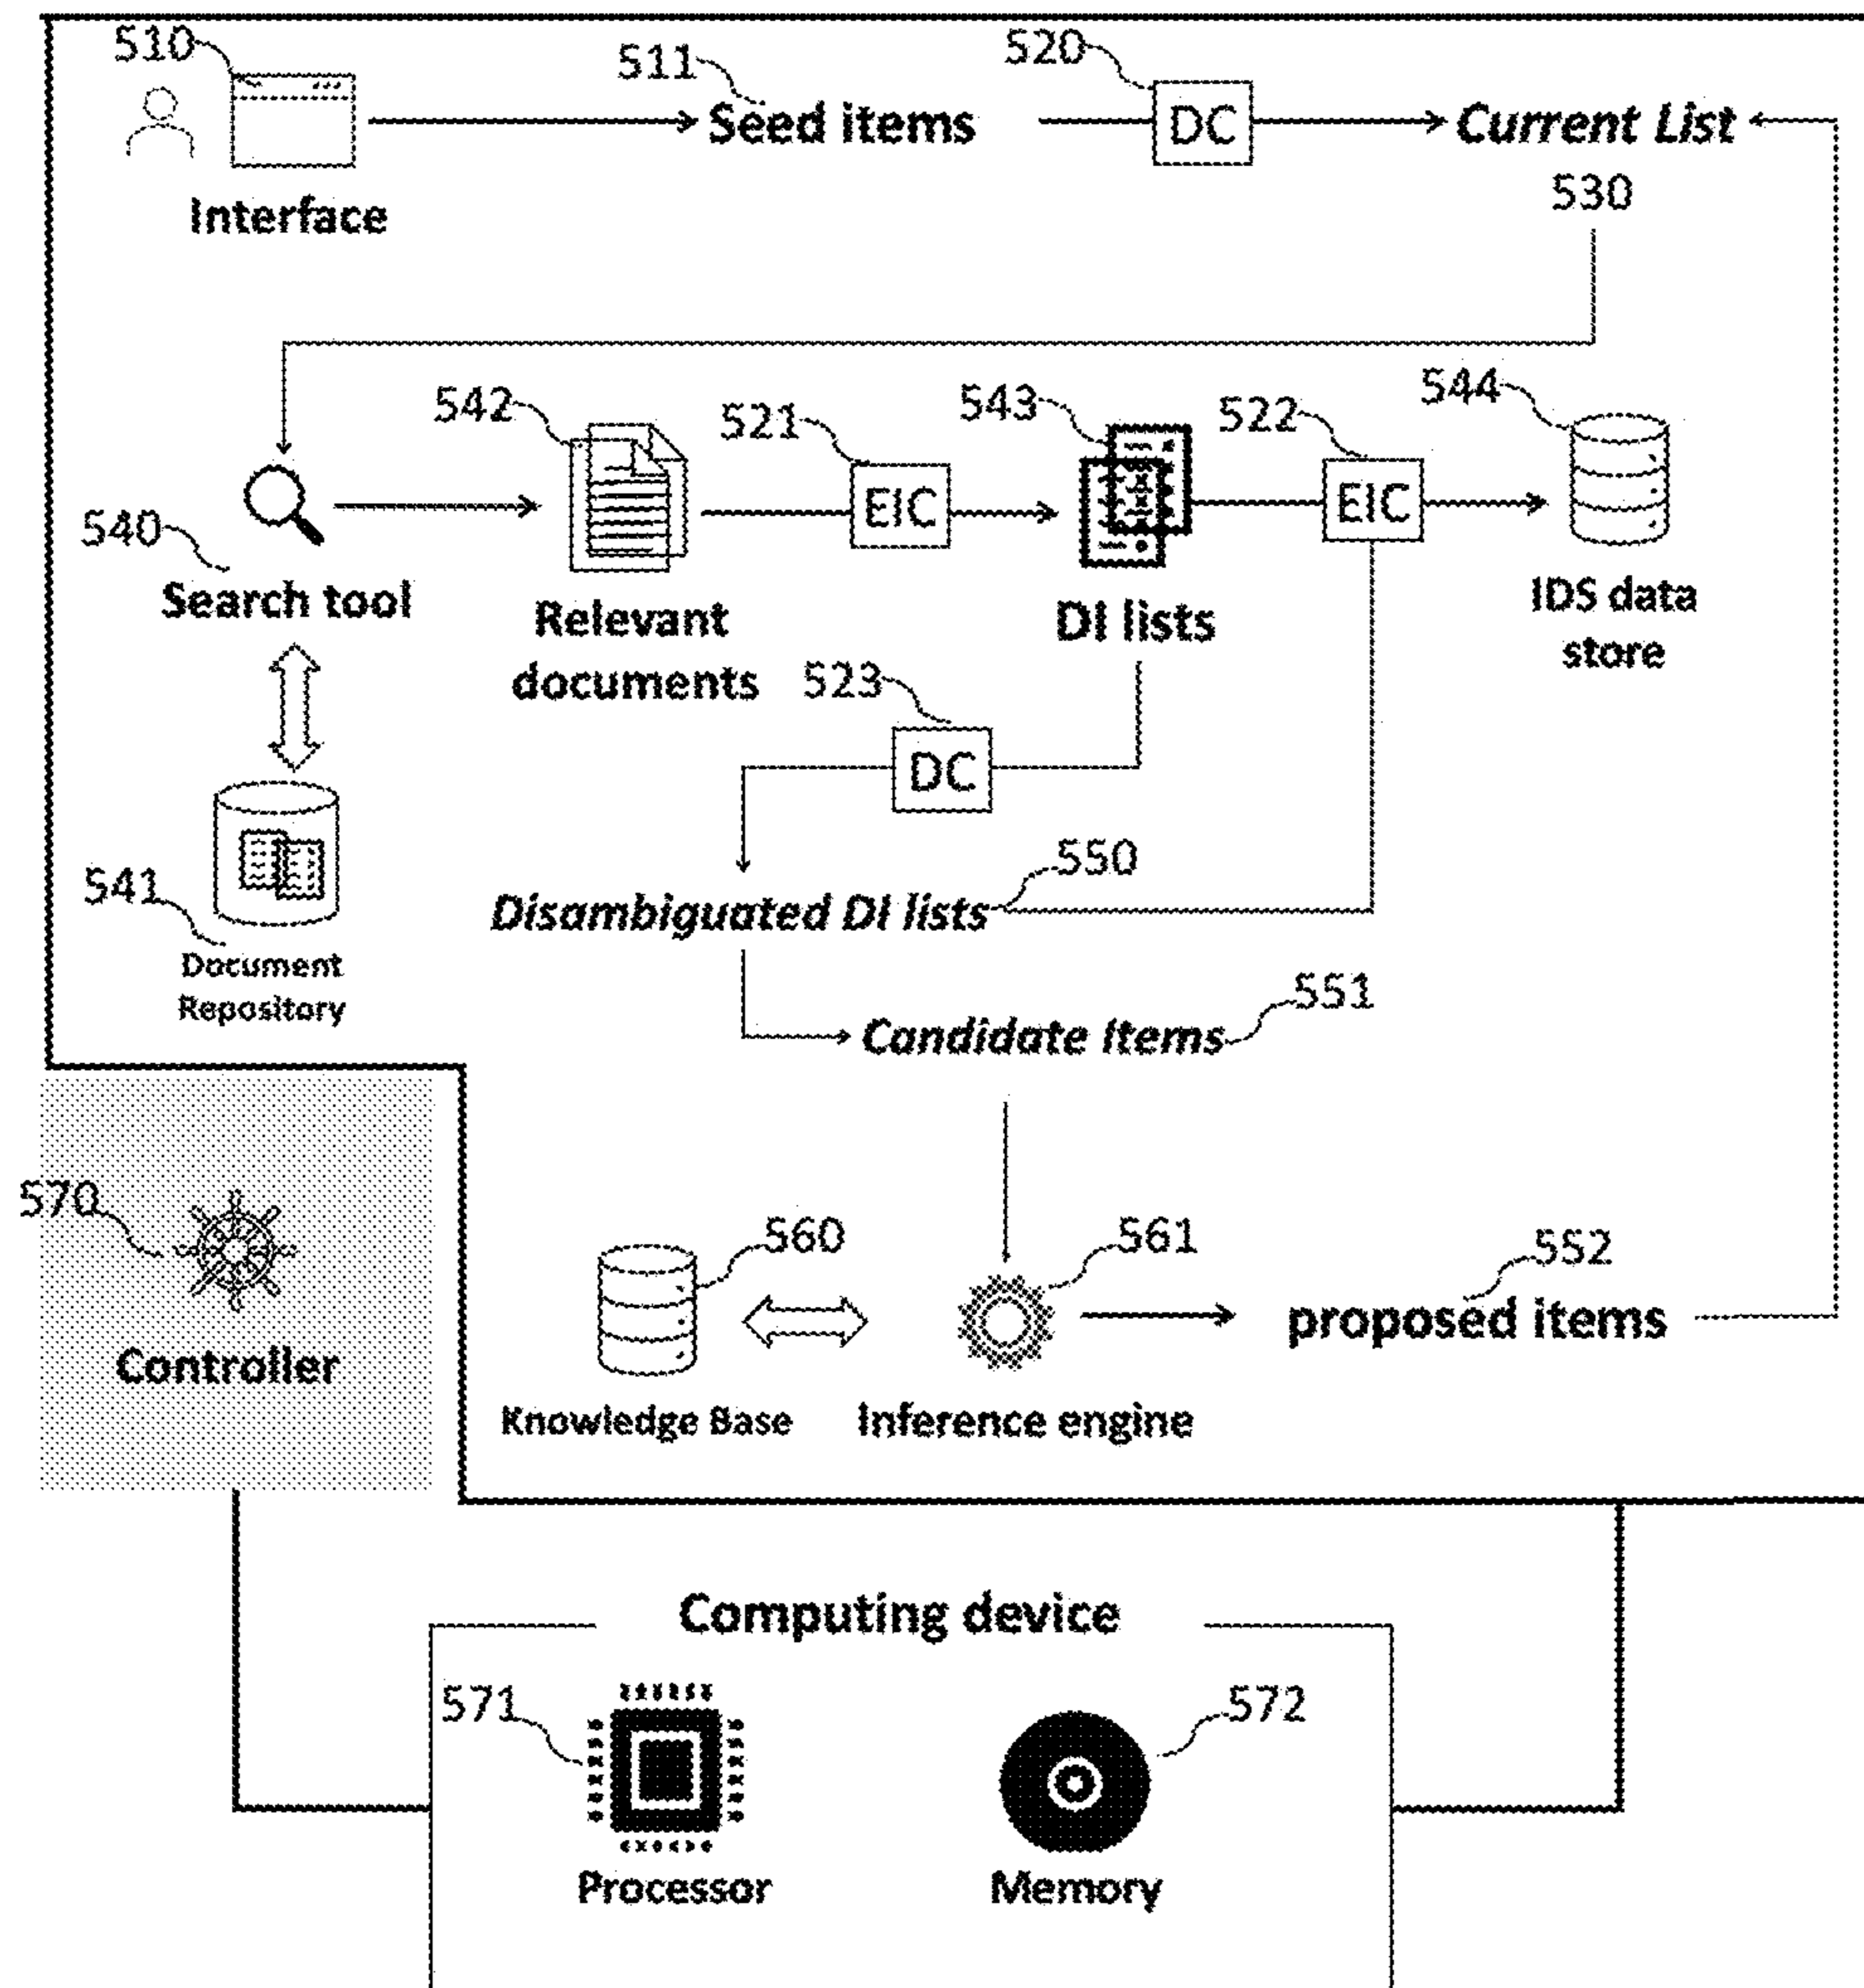 510
511
520
Seed items
DC
Current List
530
Interface
542
521
543
522
544
EIC
EIC
540
Search tool
Relevant
documents
DI lists
IDS data
store
523
DC
541
550
Disambiguated DI lists
Document
Repository
551
Candidate Items
570
560
561
552
proposed items
Controller
Knowledge Base
Inference engine
Computing device
571
572
Processor
Memory